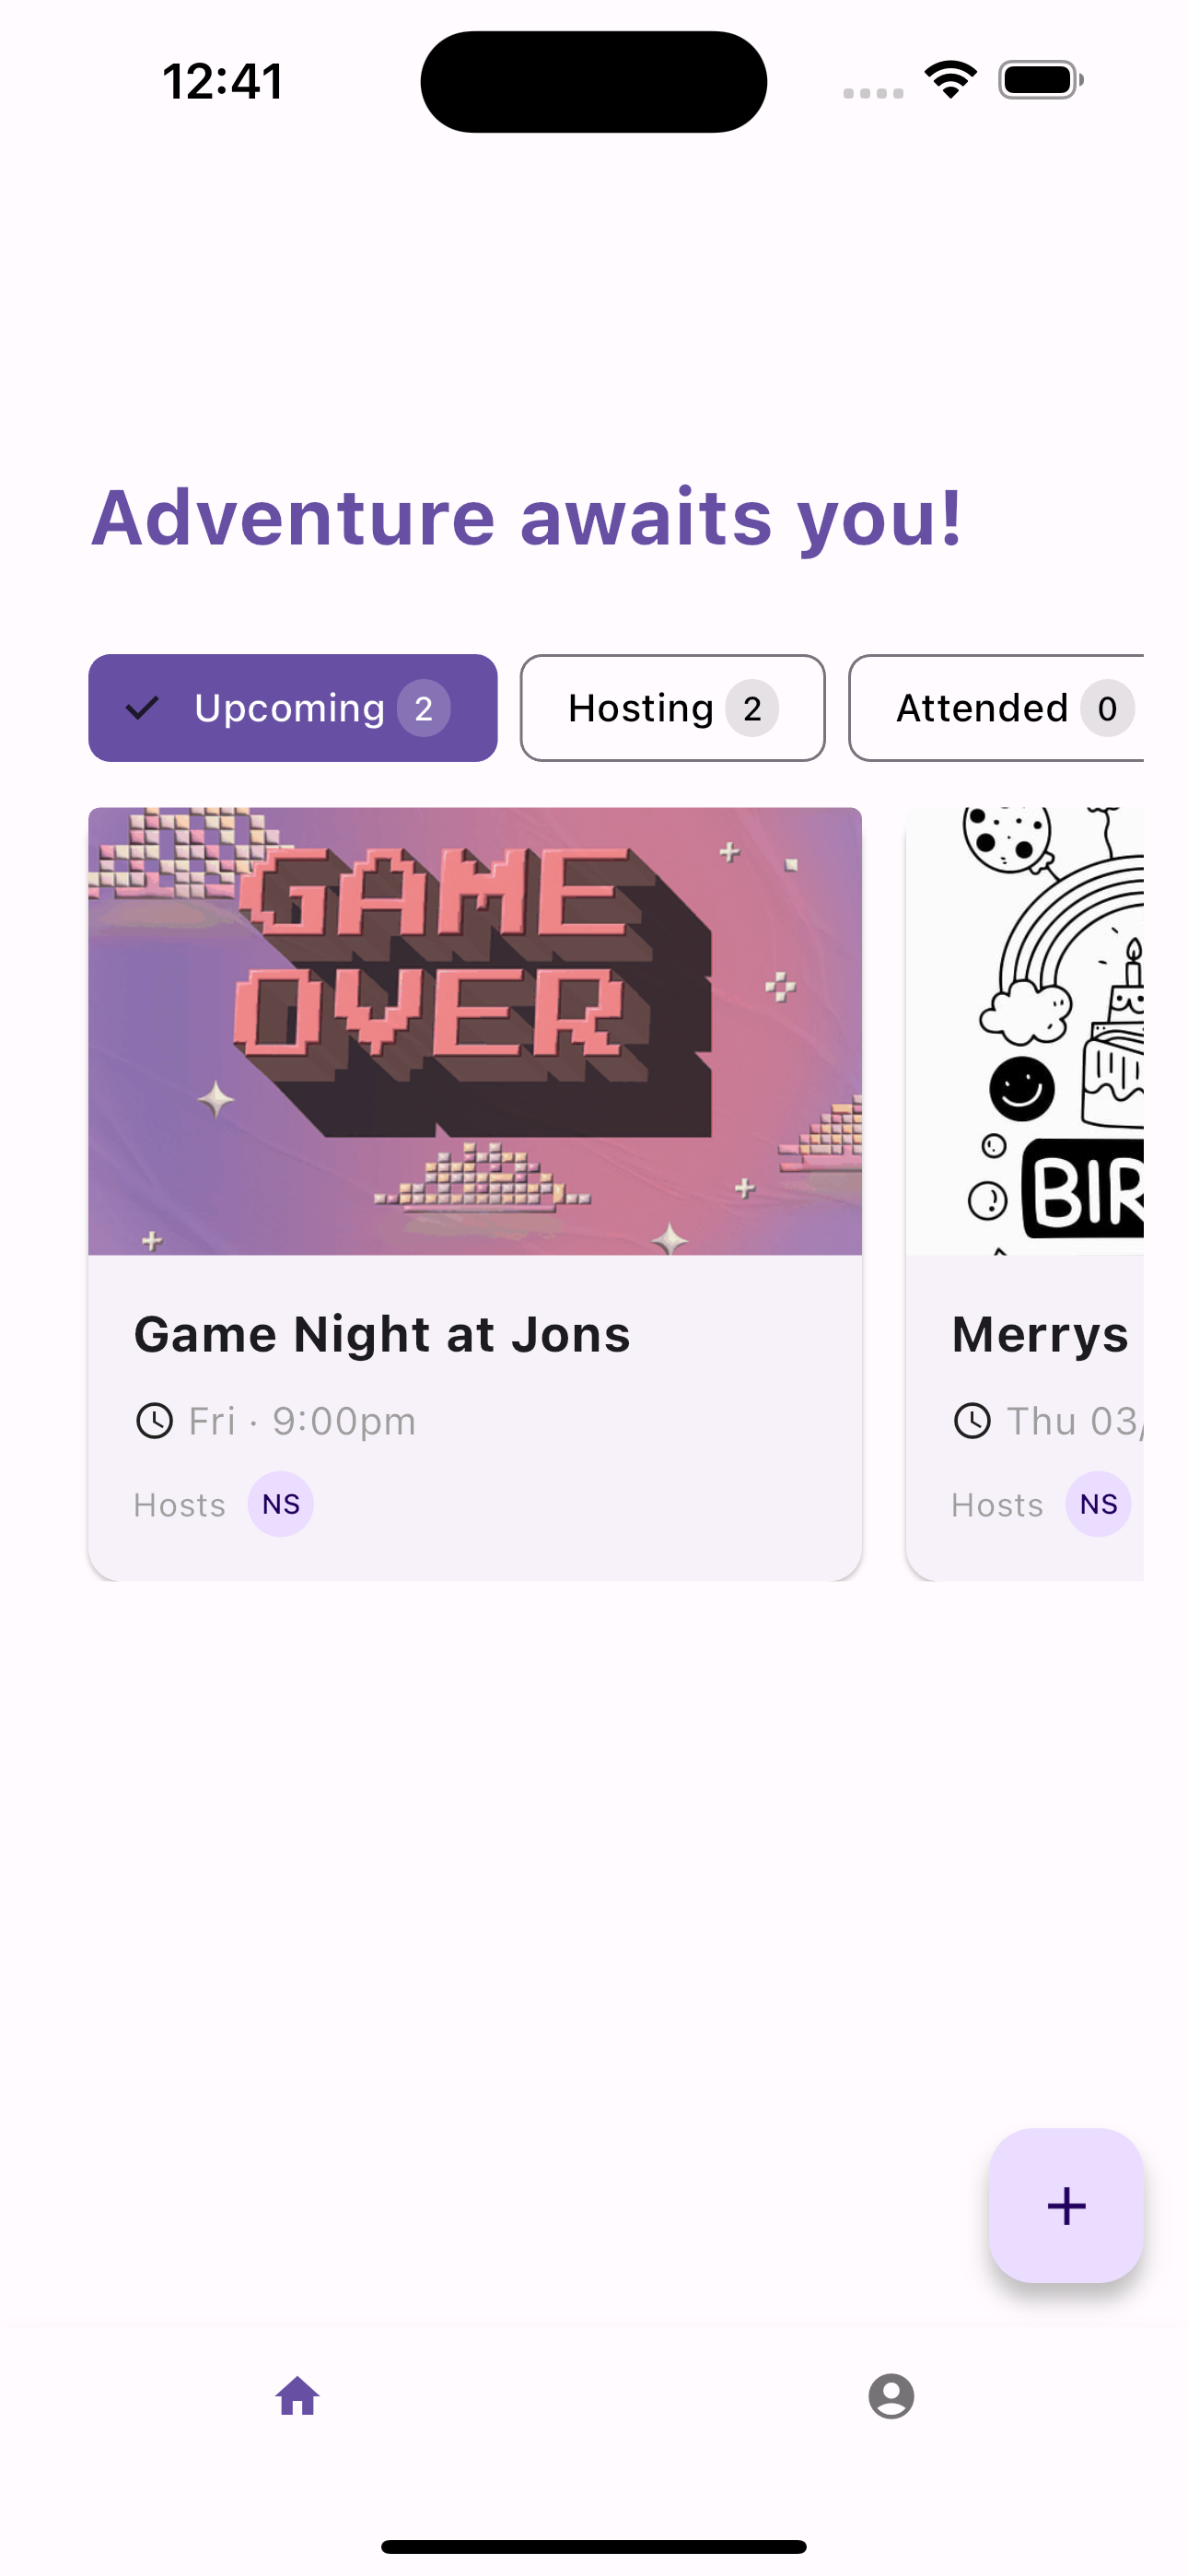 12:41
Adventure awaits you!
Upcoming 2 Hosting 2 Attended 0
GAME
OVER
BIR
Game Night at Jons
Fri · 9:00pm
Hosts NS
Merrys
Thu 03/
Hosts NS